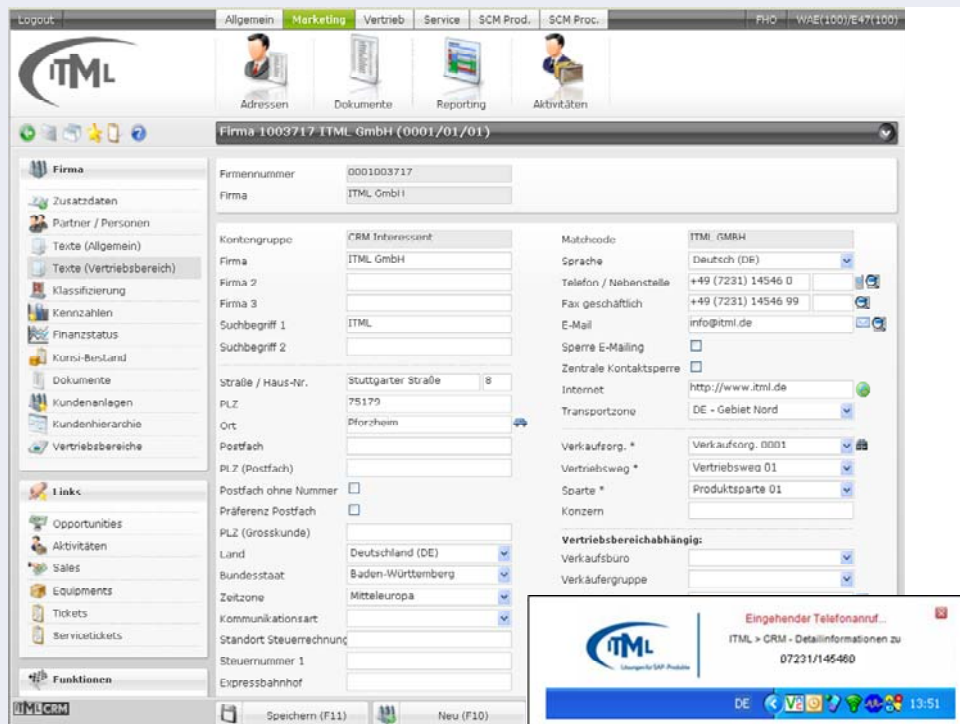 Logout
Allgemein Marketing Vertrieb Service SCM Prod. SCM Proc. FHO WAE(100)/E47(100)
ITML
Adressen Dokumente Reporting Aktivitäten
Firma 1003717 ITML GmbH (0001/01/01)
Firma
Zusatzdaten
Partner / Personen
Texte (Allgemein)
Texte (Vertriebsbereich)
Klassifizierung
Kennzahlen
Finanzstatus
Konsi-Bestand
Dokumente
Kundenanlagen
Kundenhierarchie
Vertriebsbereiche
Links
Opportunities
Aktivitäten
Sales
Equipments
Tickets
Servicetickets
Funktionen
ITML CRM
Firmennummer 0001003717
Firma ITML GmbH
Kontengruppe CRM Interessent
Firma ITML GmbH
Firma 2
Firma 3
Suchbegriff 1 ITML
Suchbegriff 2
Straße / Haus-Nr. Stuttgarter Straße 8
PLZ 75179
Ort Pforzheim
Postfach
PLZ (Postfach)
Postfach ohne Nummer
Präferenz Postfach
PLZ (Grosskunde)
Land Deutschland (DE)
Bundesstaat Baden-Württemberg
Zeitzone Mitteleuropa
Kommunikationsart
Standort Steuerrechnung
Steuernummer 1
Expressbahnhof
Matchcode ITML GMBH
Sprache Deutsch (DE)
Telefon / Nebenstelle +49 (7231) 14546 0
Fax geschäftlich +49 (7231) 14546 99
E-Mail info@itml.de
Sperre E-Mailing
Zentrale Kontaktsperre
Internet http://www.itml.de
Transportzone DE - Gebiet Nord
Verkaufsorg. * Verkaufsorg. 0001
Vertriebsweg * Vertriebsweg 01
Sparte * Produktsparte 01
Konzern
Vertriebsbereichabhängig:
Verkaufsbüro
Verkäufergruppe
Speichern (F11) Neu (F10)
ITML
Lösungen für SAP-Produkte
Eingehender Telefonanruf...
ITML > CRM - Detailinformationen zu
07231/145460
DE 13:51